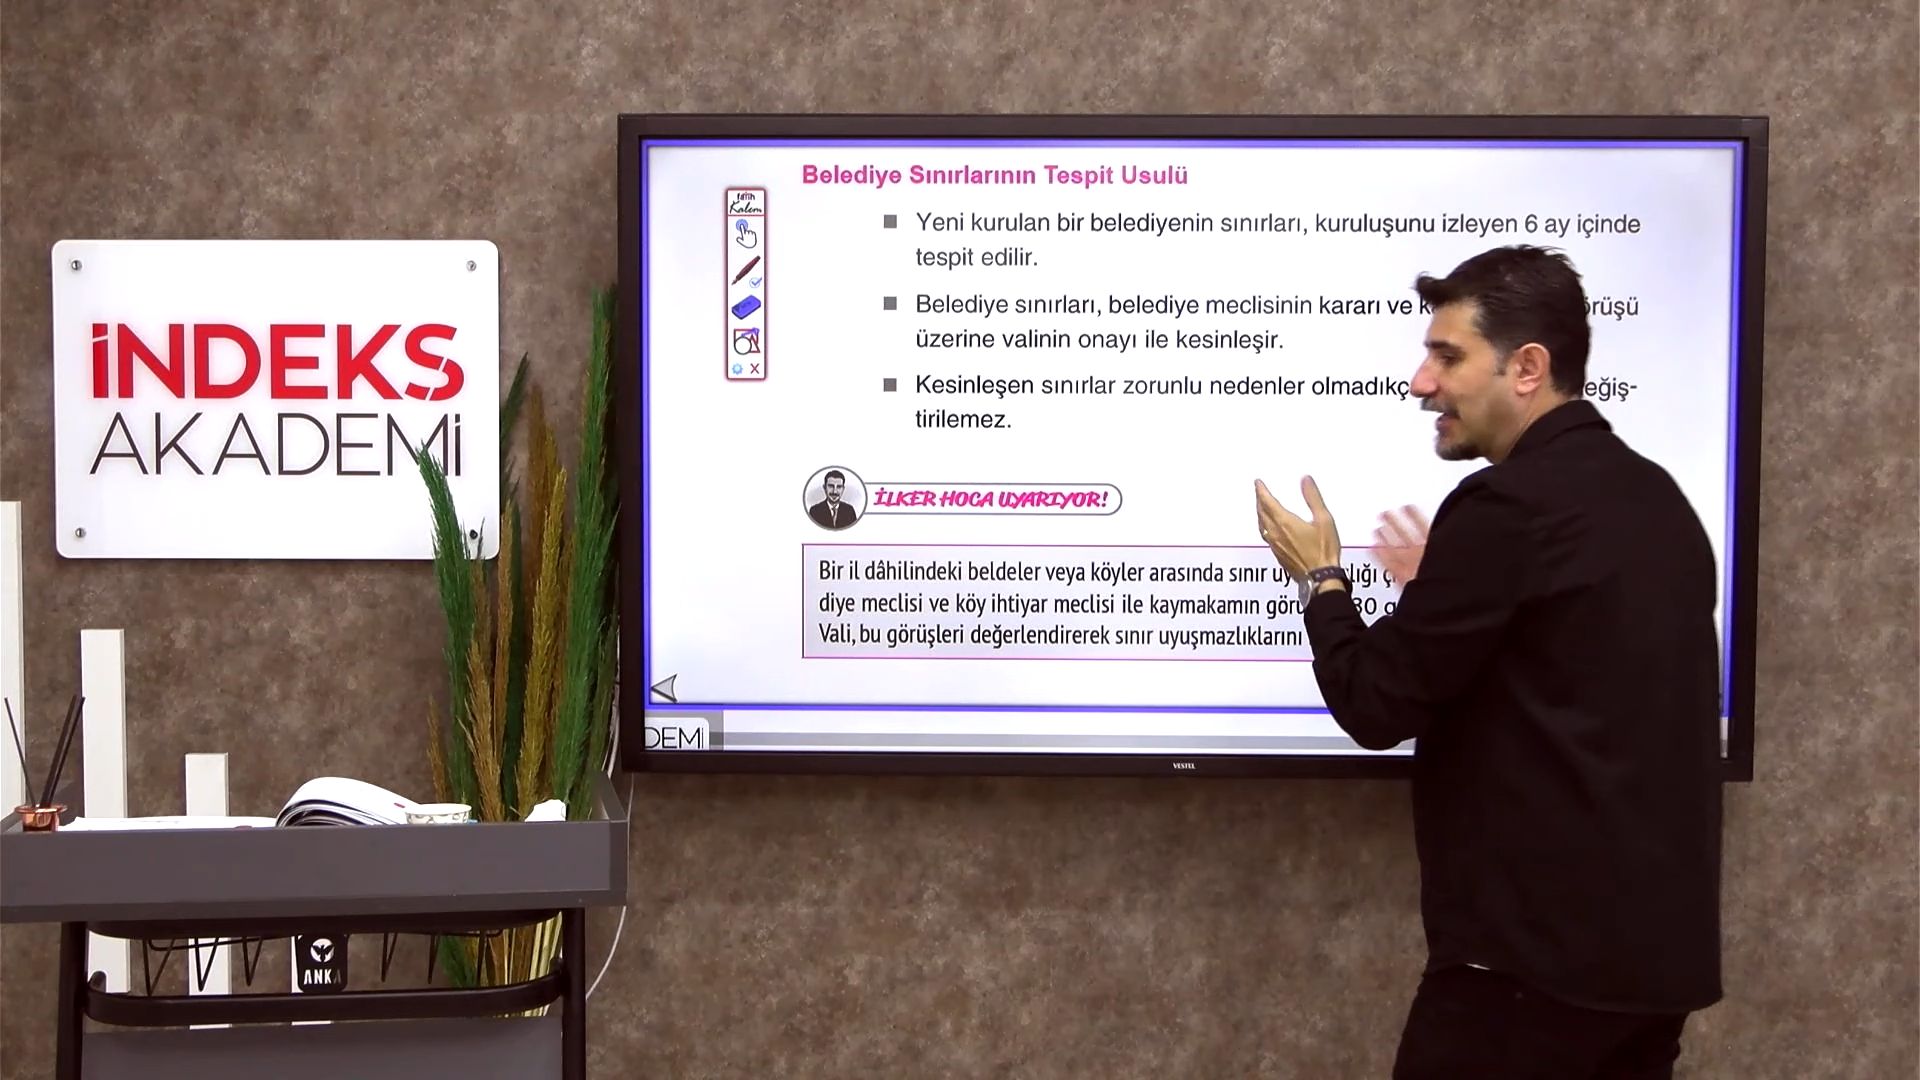 İNDEKS
AKADEMİ
Belediye Sınırlarının Tespit Usulü
fatih
Kalem
Yeni kurulan bir belediyenin sınırları, kuruluşunu izleyen 6 ay içinde
tespit edilir.
Belediye sınırları, belediye meclisinin kararı ve
üzerine valinin onayı ile kesinleşir.
Kesinleşen sınırlar zorunlu nedenler olmadıkça
tirilemez.
İLKER HOCA UYARIYOR!
Bir il dâhilindeki beldeler veya köyler arasında sınır
diye meclisi ve köy ihtiyar meclisi ile kaymakamın
Vali, bu görüşleri değerlendirerek sınır uyuşmazlıklarını
DEMİ
VESTEL
ANKA